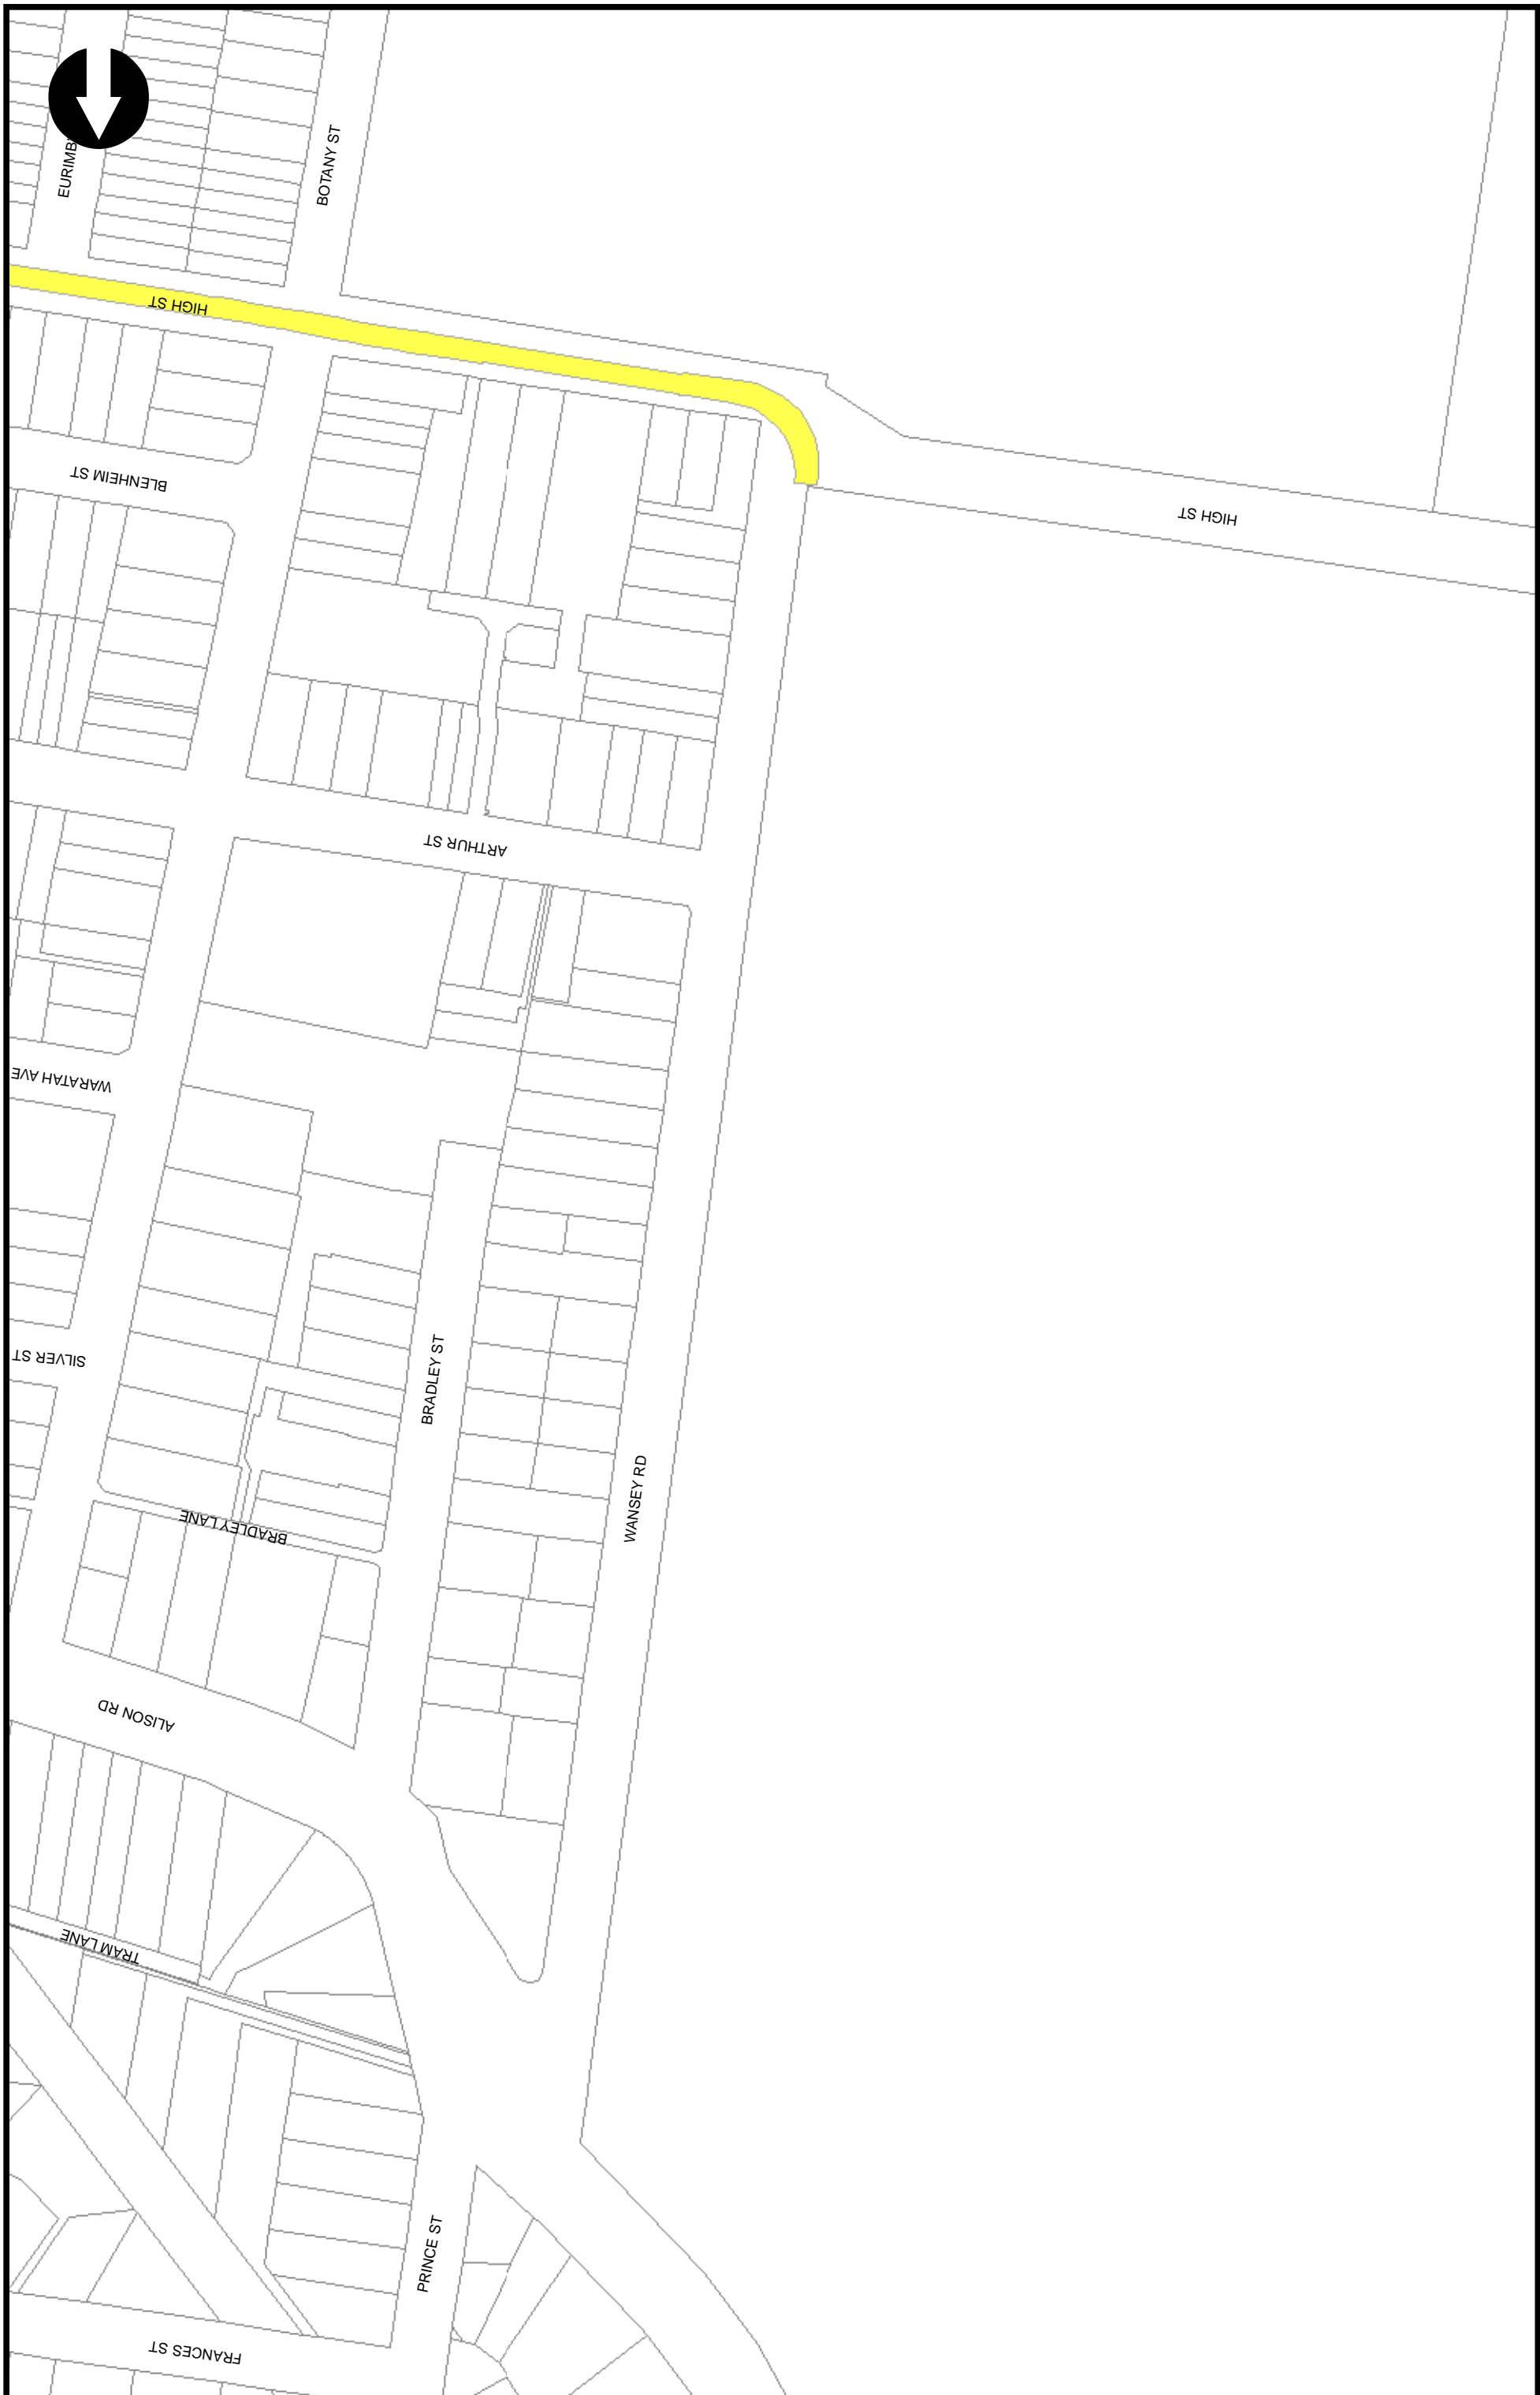 EURIMB
BOTANY ST
HIGH ST
BLENHEIM ST
HIGH ST
ARTHUR ST
WARATAH AVE
SILVER ST
BRADLEY ST
WANSEY RD
BRADLEY LANE
ALISON RD
TRAM LANE
PRINCE ST
FRANCES ST